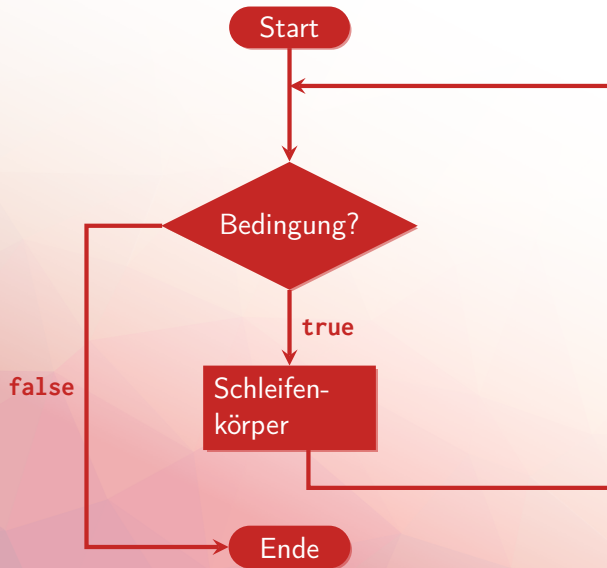 Start
Bedingung?
true
false
Schleifen-
körper
Ende